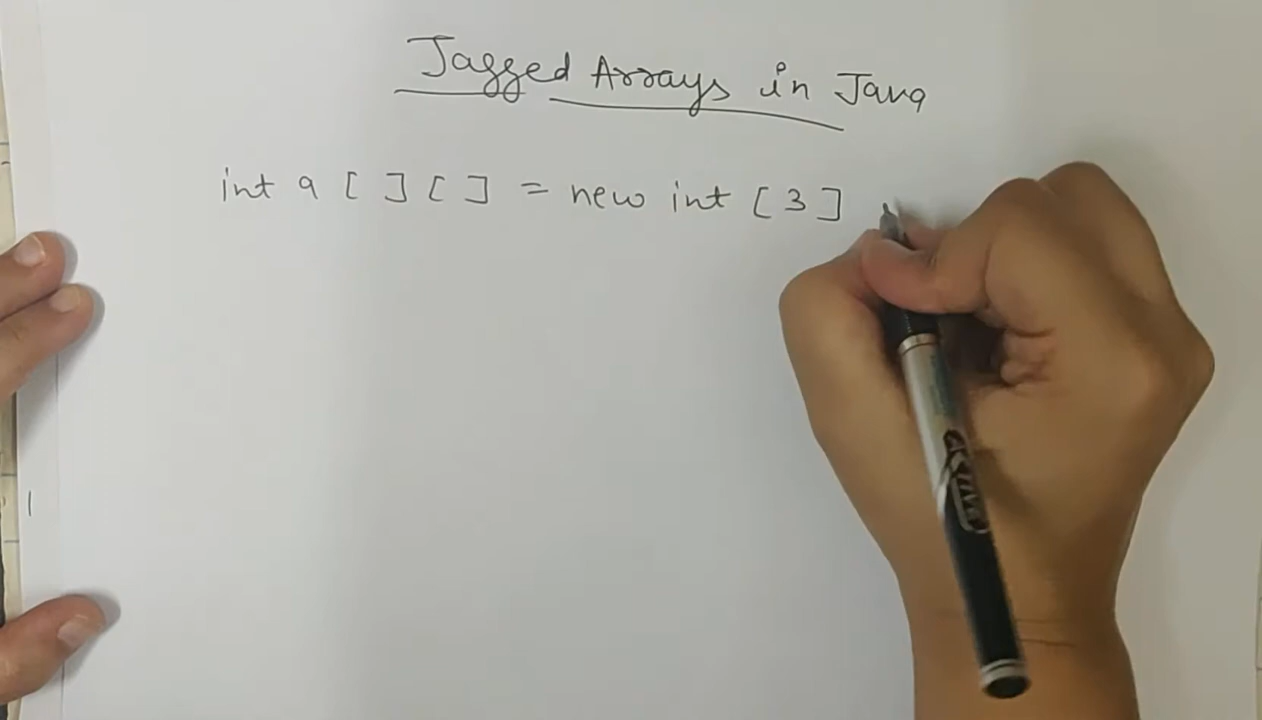 Jagged Arrays in Java
int a [ ] [ ] = new int [ 3 ]